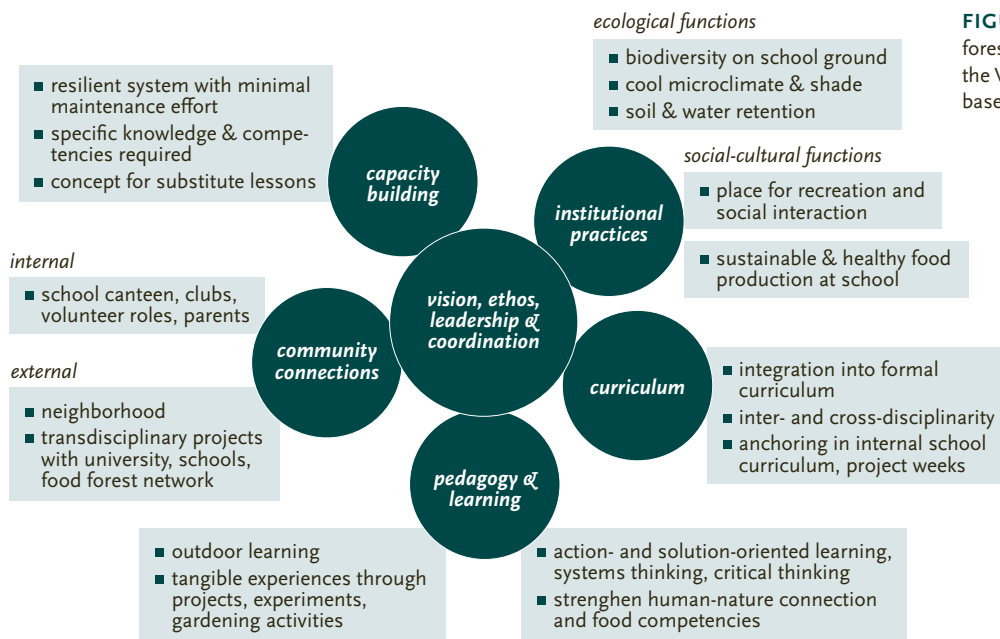 ecological functions
■ biodiversity on school ground
■ cool microclimate & shade
■ soil & water retention
FIGU
fores
the V
base
■ resilient system with minimal
maintenance effort
■ specific knowledge & compe-
tencies required
■ concept for substitute lessons
capacity
building
institutional
practices
social-cultural functions
■ place for recreation and
social interaction
■ sustainable & healthy food
production at school
internal
■ school canteen, clubs,
volunteer roles, parents
external
■ neighborhood
■ transdisciplinary projects
with university, schools,
food forest network
community
connections
vision, ethos,
leadership &
coordination
curriculum
■ integration into formal
curriculum
■ inter- and cross-disciplinarity
■ anchoring in internal school
curriculum, project weeks
pedagogy &
learning
■ outdoor learning
■ tangible experiences through
projects, experiments,
gardening activities
■ action- and solution-oriented learning,
systems thinking, critical thinking
■ strenghen human-nature connection
and food competencies